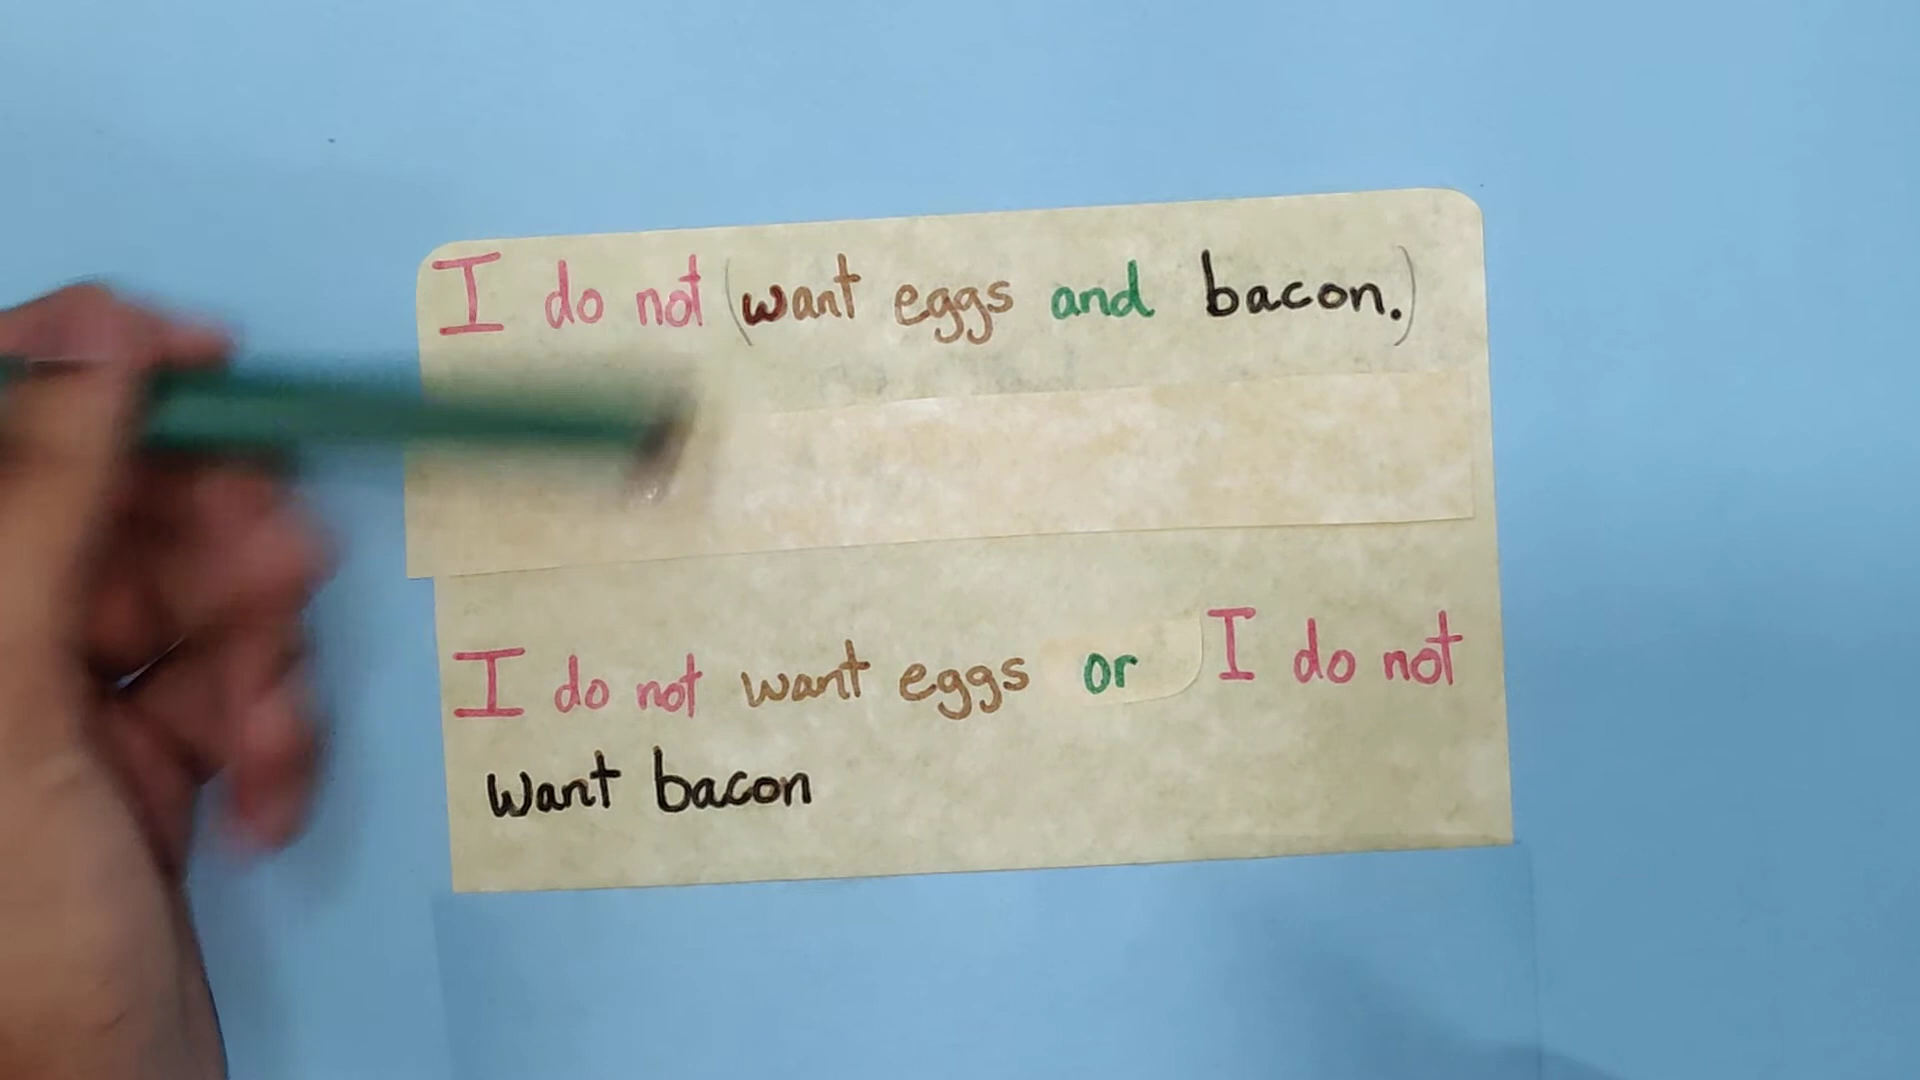 I do not (want eggs and bacon.)
I do not want eggs or I do not
want bacon